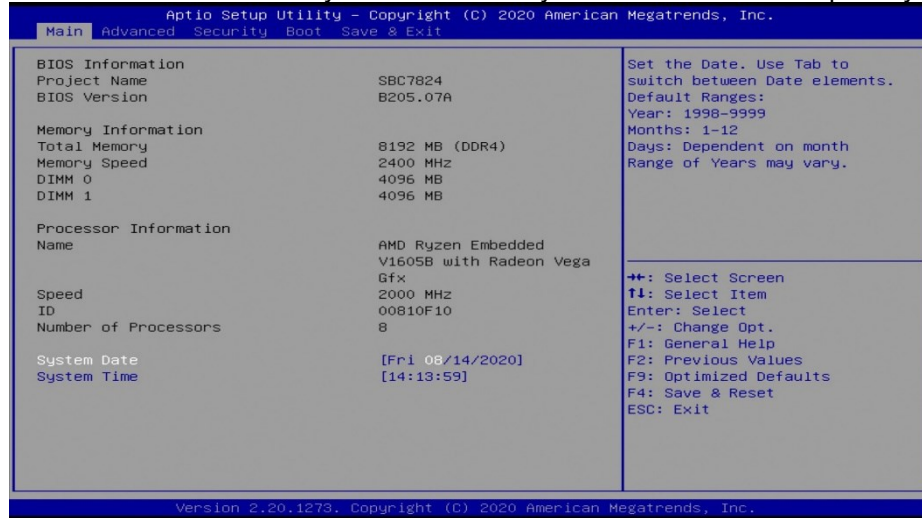 Aptio Setup Utility – Copyright (C) 2020 American Megatrends, Inc.
Main Advanced Security Boot Save & Exit
BIOS Information
Project Name SBC7824
BIOS Version B205.07A
Memory Information
Total Memory 8192 MB (DDR4)
Memory Speed 2400 MHz
DIMM 0 4096 MB
DIMM 1 4096 MB
Processor Information
Name AMD Ryzen Embedded
V1605B with Radeon Vega
Gfx
Speed 2000 MHz
ID 00810F10
Number of Processors 8
System Date [Fri 08/14/2020]
System Time [14:13:59]
Set the Date. Use Tab to
switch between Date elements.
Default Ranges:
Year: 1998-9999
Months: 1-12
Days: Dependent on month
Range of Years may vary.
→←: Select Screen
↑↓: Select Item
Enter: Select
+/-: Change Opt.
F1: General Help
F2: Previous Values
F9: Optimized Defaults
F4: Save & Reset
ESC: Exit
Version 2.20.1273. Copyright (C) 2020 American Megatrends, Inc.